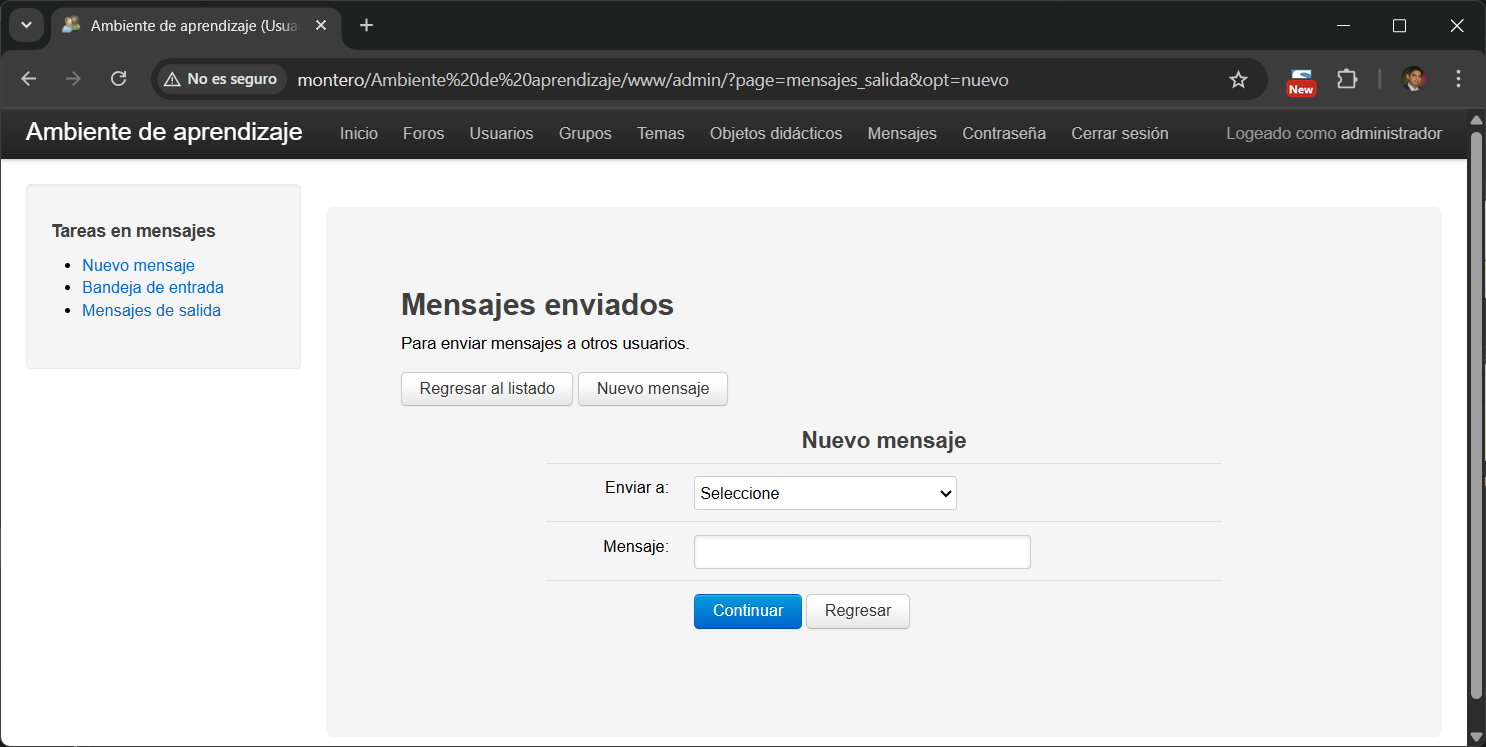 Ambiente de aprendizaje (Usua
No es seguro
montero/Ambiente%20de%20aprendizaje/www/admin/?page=mensajes_salida&opt=nuevo
New
Ambiente de aprendizaje Inicio Foros Usuarios Grupos Temas Objetos didácticos Mensajes Contraseña Cerrar sesión Logeado como administrador
Tareas en mensajes
Nuevo mensaje
Bandeja de entrada
Mensajes de salida
Mensajes enviados
Para enviar mensajes a otros usuarios.
Regresar al listado Nuevo mensaje
Nuevo mensaje
Enviar a: Seleccione
Mensaje:
Continuar Regresar